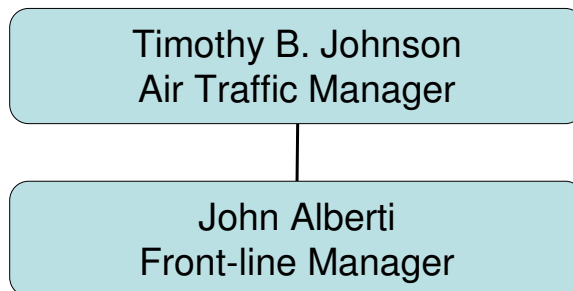 Timothy B. Johnson
Air Traffic Manager
John Alberti
Front-line Manager